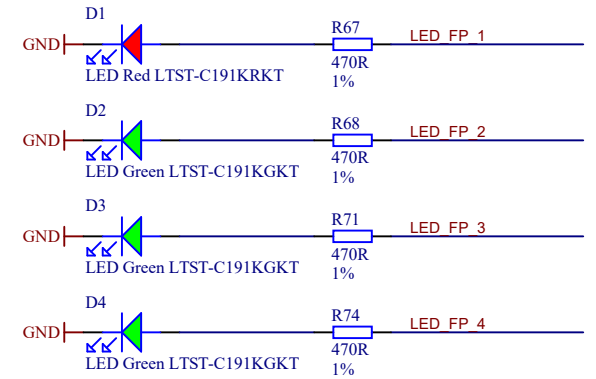 D1
R67
LED_FP_1
GND
470R
LED Red LTST-C191KRKT
1%
D2
R68
LED_FP_2
GND
470R
LED Green LTST-C191KGKT
1%
D3
R71
LED_FP_3
GND
470R
LED Green LTST-C191KGKT
1%
D4
R74
LED_FP_4
GND
470R
LED Green LTST-C191KGKT
1%